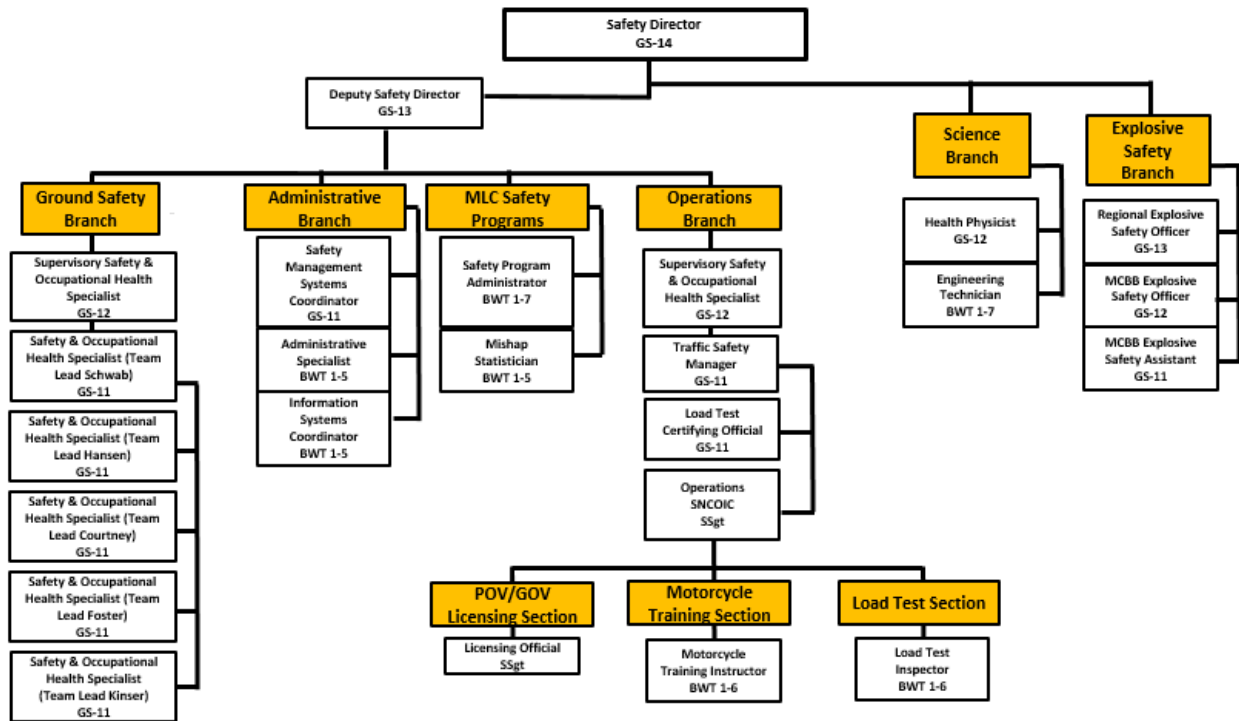 Safety Director
GS-14
Deputy Safety Director
GS-13
Science
Branch
Explosive
Safety
Branch
Ground Safety
Branch
Administrative
Branch
MLC Safety
Programs
Operations
Branch
Supervisory Safety &
Occupational Health
Specialist
GS-12
Safety & Occupational
Health Specialist (Team
Lead Schwab)
GS-11
Safety & Occupational
Health Specialist (Team
Lead Hansen)
GS-11
Safety & Occupational
Health Specialist (Team
Lead Courtney)
GS-11
Safety & Occupational
Health Specialist (Team
Lead Foster)
GS-11
Safety & Occupational
Health Specialist
(Team Lead Kinser)
GS-11
Safety
Management
Systems
Coordinator
GS-11
Administrative
Specialist
BWT 1-5
Information
Systems
Coordinator
BWT 1-5
Safety Program
Administrator
BWT 1-7
Mishap
Statistician
BWT 1-5
Supervisory Safety
& Occupational
Health Specialist
GS-12
Traffic Safety
Manager
GS-11
Load Test
Certifying Official
GS-11
Operations
SNCOIC
SSgt
Health Physicist
GS-12
Engineering
Technician
BWT 1-7
Regional Explosive
Safety Officer
GS-13
MCBB Explosive
Safety Officer
GS-12
MCBB Explosive
Safety Assistant
GS-11
POV/GOV
Licensing Section
Licensing Official
SSgt
Motorcycle
Training Section
Motorcycle
Training Instructor
BWT 1-6
Load Test Section
Load Test
Inspector
BWT 1-6